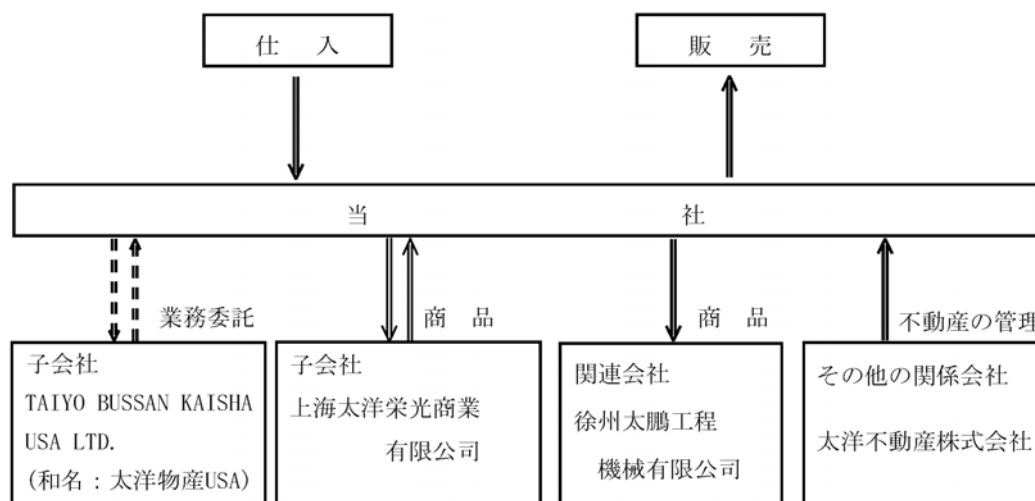 仕 入
販 売
当 社
業務委託
商 品
商 品
不動産の管理
子会社
TAIYO BUSSAN KAISHA
USA LTD.
(和名：太洋物産USA)
子会社
上海太洋栄光商業
有限公司
関連会社
徐州太鵬工程
機械有限公司
その他の関係会社
太洋不動産株式会社